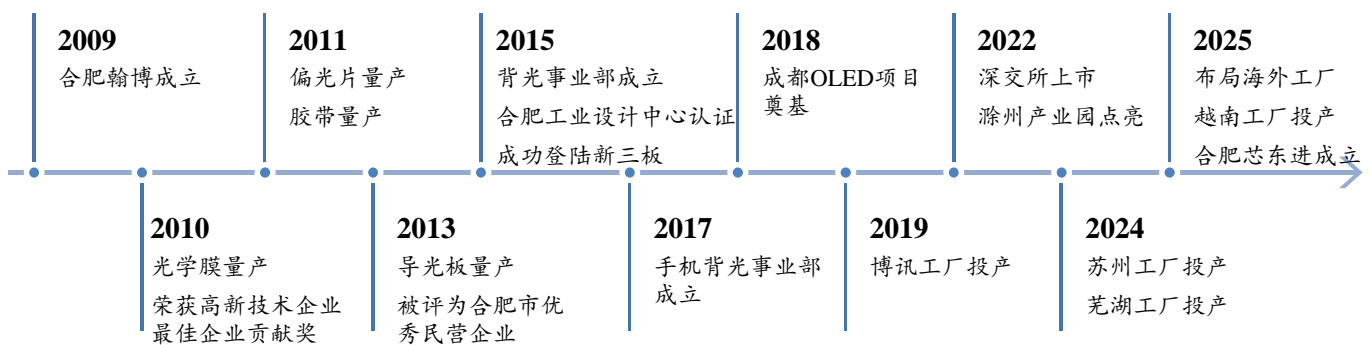 2009
合肥翰博成立
2011
偏光片量产
胶带量产
2015
背光事业部成立
合肥工业设计中心认证
成功登陆新三板
2018
成都OLED项目
奠基
2022
深交所上市
滁州产业园点亮
2025
布局海外工厂
越南工厂投产
合肥芯东进成立
2010
光学膜量产
荣获高新技术企业
最佳企业贡献奖
2013
导光板量产
被评为合肥市优
秀民营企业
2017
手机背光事业部
成立
2019
博讯工厂投产
2024
苏州工厂投产
芜湖工厂投产